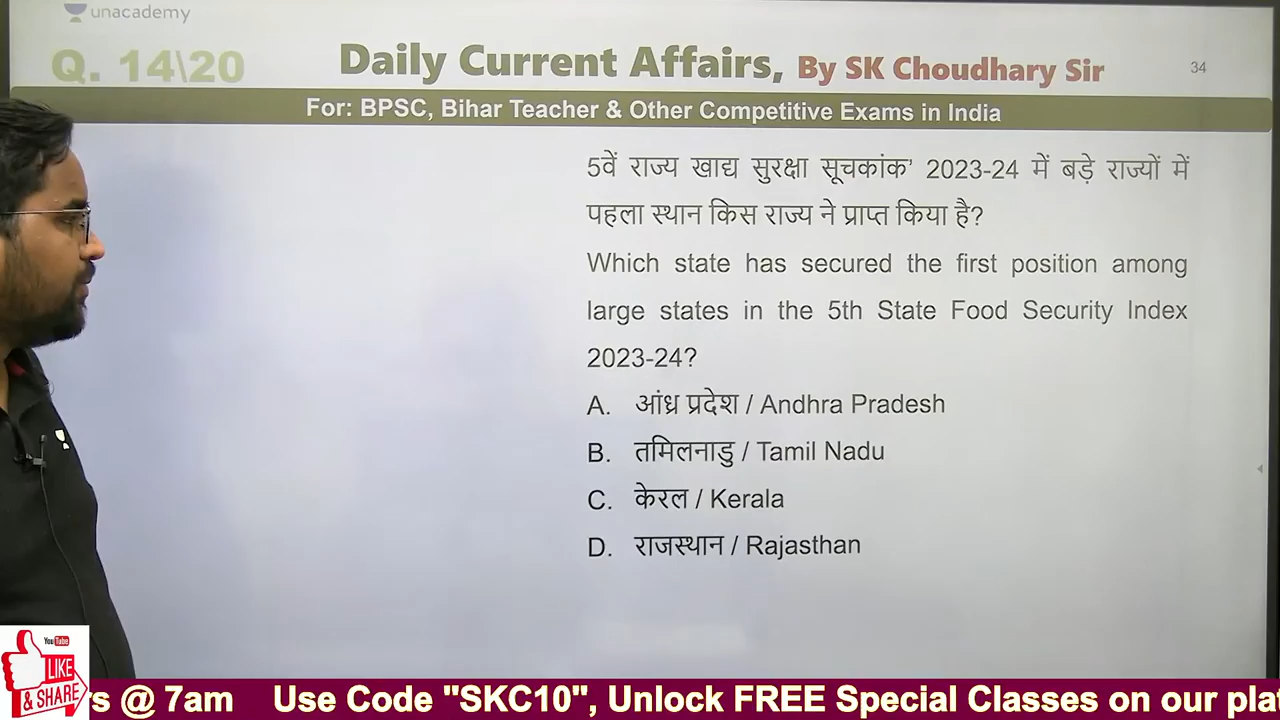 unacademy
Q. 14\20
Daily Current Affairs, By SK Choudhary Sir
34
For: BPSC, Bihar Teacher & Other Competitive Exams in India
5वें राज्य खाद्य सुरक्षा सूचकांक’ 2023-24 में बड़े राज्यों में
पहला स्थान किस राज्य ने प्राप्त किया है?
Which state has secured the first position among
large states in the 5th State Food Security Index
2023-24?
A. आंध्र प्रदेश / Andhra Pradesh
B. तमिलनाडु / Tamil Nadu
C. केरल / Kerala
D. राजस्थान / Rajasthan
YouTube
LIKE
& SHARE
rs @ 7am Use Code "SKC10", Unlock FREE Special Classes on our pla